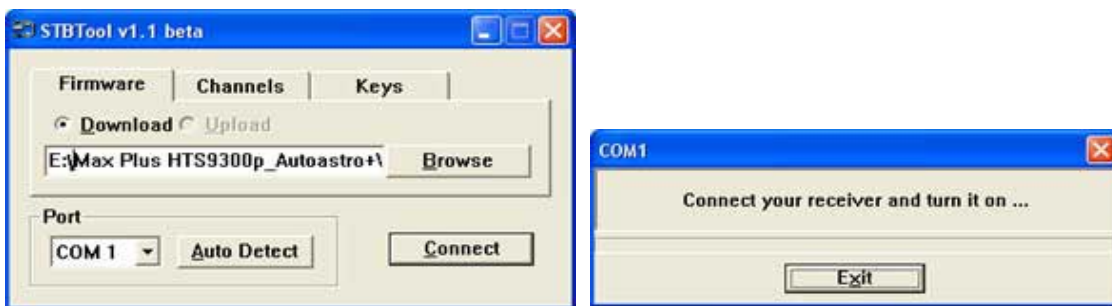 STBTool v1.1 beta
Firmware Channels Keys
Download Upload
E:\Max Plus HTS9300p_Autoastro+\ Browse
Port
COM 1 Auto Detect Connect
COM1
Connect your receiver and turn it on ...
Exit